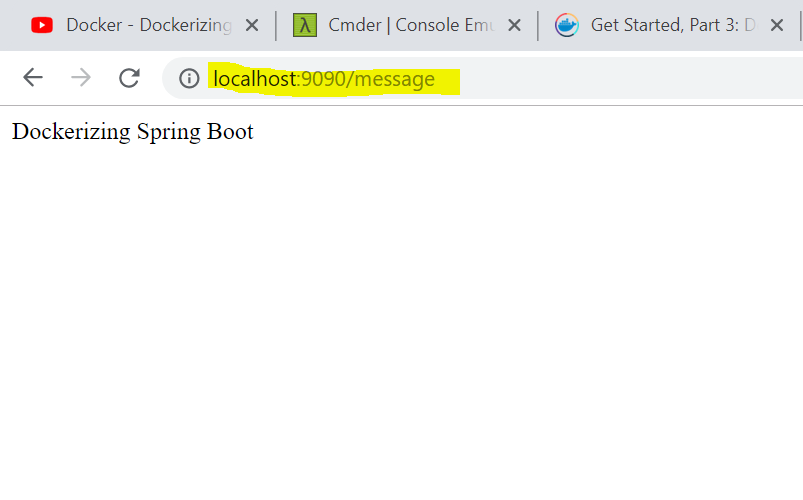 Docker - Dockerizing
Cmder | Console Emu
Get Started, Part 3: D
localhost:9090/message
Dockerizing Spring Boot